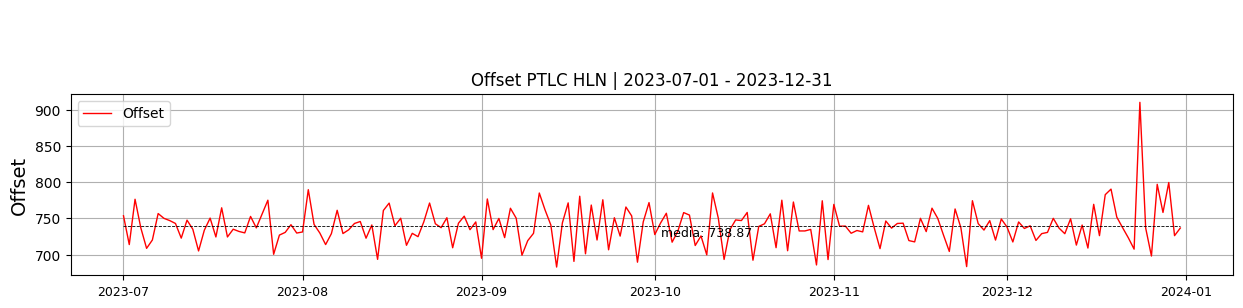 Offset PTLC HLN | 2023-07-01 - 2023-12-31
Offset
Offset
900
850
800
750
700
media: 738.87
2023-07 2023-08 2023-09 2023-10 2023-11 2023-12 2024-01